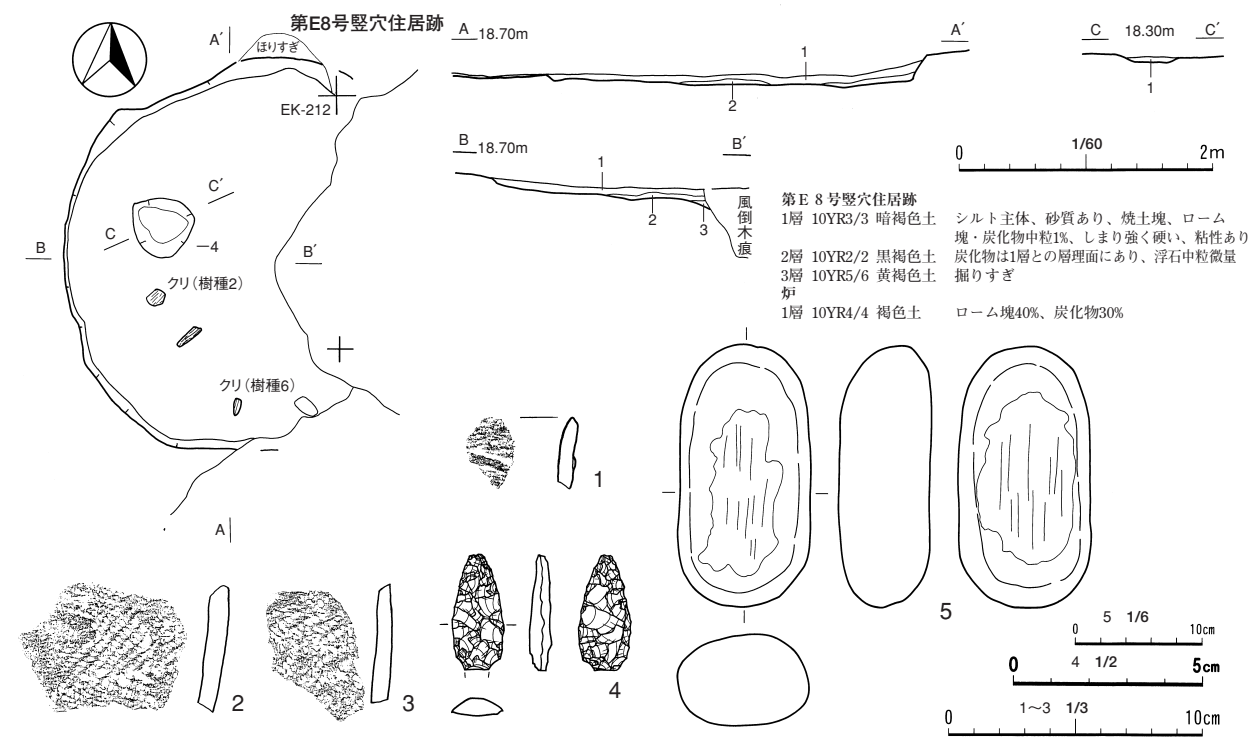 第E8号竪穴住居跡
A´
ほりすぎ
EK-212
C´
C
4
B
B´
クリ（樹種2）
クリ（樹種6）
A
A
18.70m
A´
1
2
C
18.30m
C´
1
B
18.70m
B´
1
2
3
風倒木痕
0
1/60
2m
第E 8 号竪穴住居跡
1層 10YR3/3 暗褐色土 シルト主体、砂質あり、焼土塊、ローム
塊・炭化物中粒1%、しまり強く硬い、粘性あり
2層 10YR2/2 黒褐色土 炭化物は1層との層理面にあり、浮石中粒微量
3層 10YR5/6 黄褐色土 掘りすぎ
炉
1層 10YR4/4 褐色土 ローム塊40%、炭化物30%
1
2
3
4
5
5 1/6
0 10cm
4 1/2
0 5cm
1～3 1/3
0 10cm